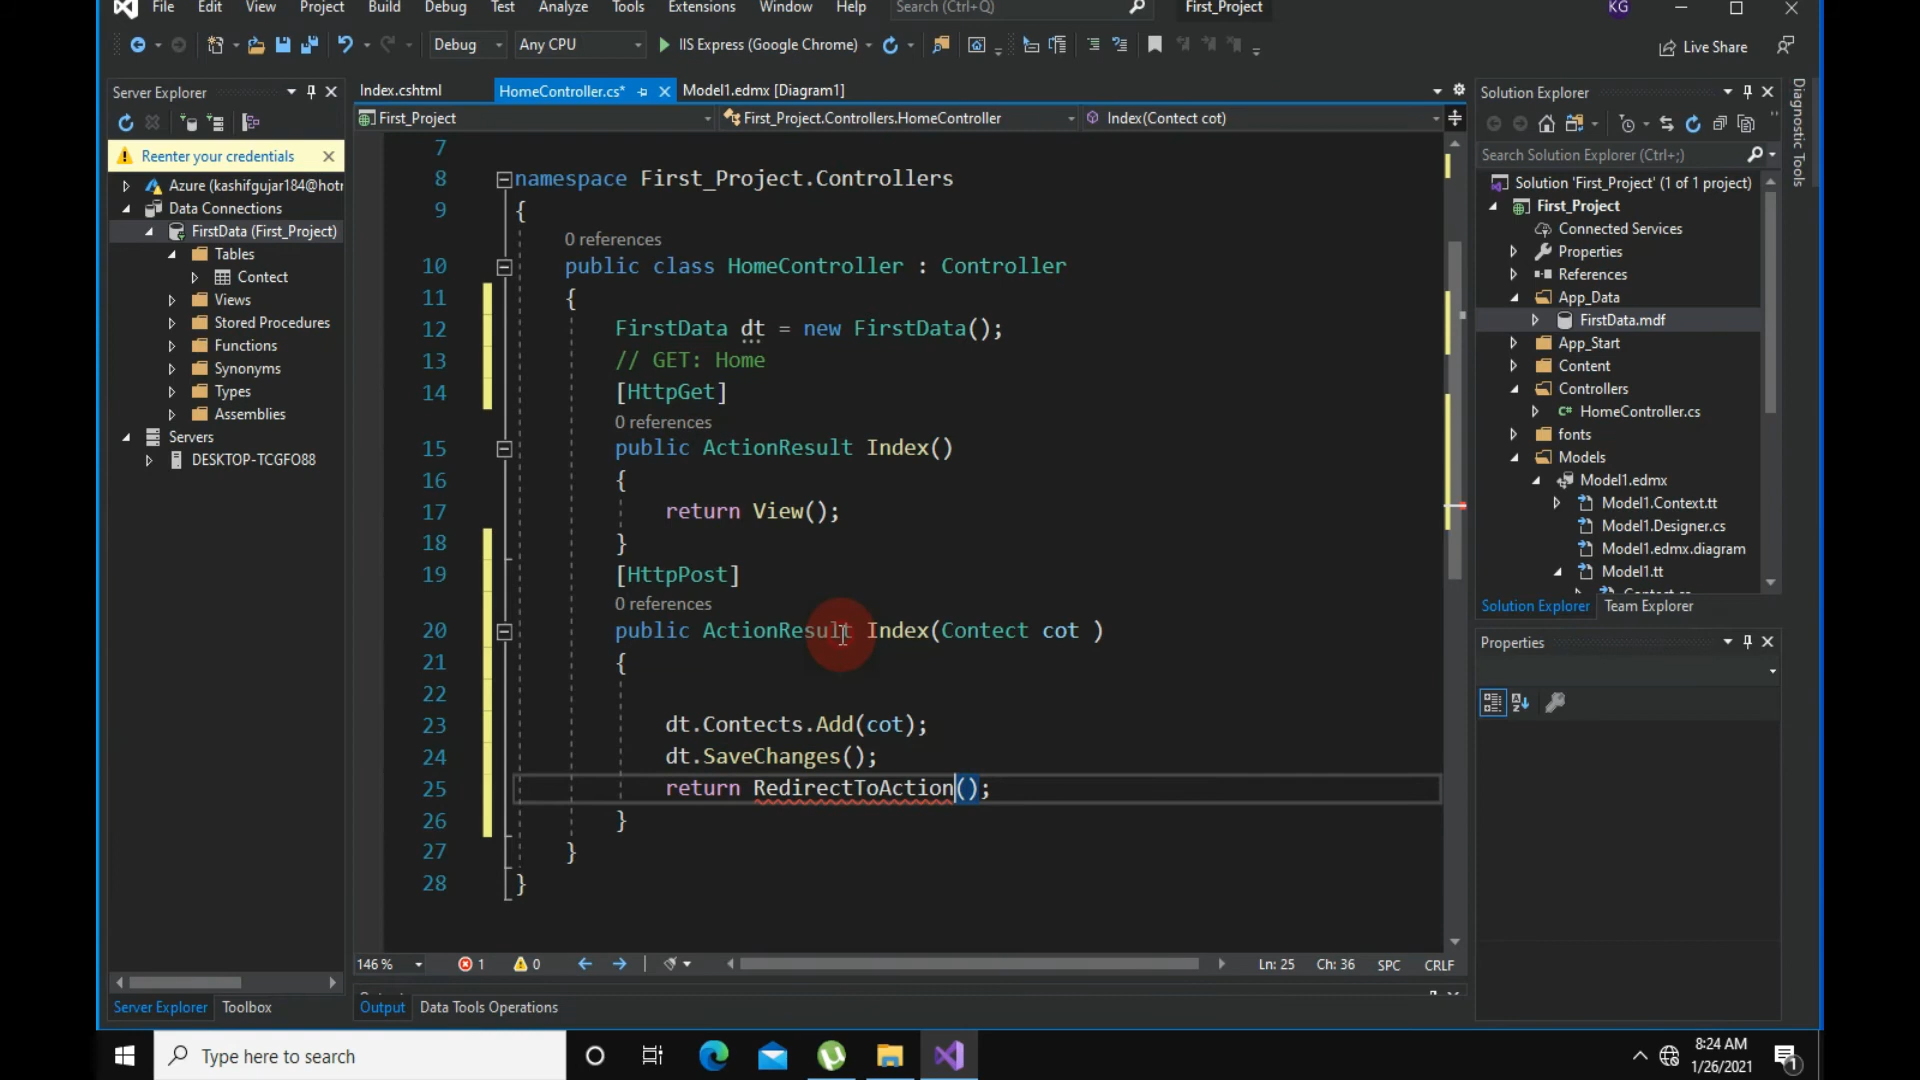 File Edit View Project Build Debug Test Analyze Tools Extensions Window Help Search (Ctrl+Q) First_Project KG
Debug Any CPU IIS Express (Google Chrome) Live Share
Server Explorer
Reenter your credentials
Azure (kashifgujar184@hotr
Data Connections
FirstData (First_Project)
Tables
Contect
Views
Stored Procedures
Functions
Synonyms
Types
Assemblies
Servers
DESKTOP-TCGFO88
Server Explorer Toolbox
Index.cshtml HomeController.cs* Model1.edmx [Diagram1]
First_Project First_Project.Controllers.HomeController Index(Contect cot)
7
8 namespace First_Project.Controllers
9 {
0 references
10 public class HomeController : Controller
11 {
12 FirstData dt = new FirstData();
13 // GET: Home
14 [HttpGet]
0 references
15 public ActionResult Index()
16 {
17 return View();
18 }
19 [HttpPost]
0 references
20 public ActionResult Index(Contect cot )
21 {
22
23 dt.Contects.Add(cot);
24 dt.SaveChanges();
25 return RedirectToAction();
26 }
27 }
28 }
146 % 1 0 Ln: 25 Ch: 36 SPC CRLF
Output Data Tools Operations
Solution Explorer
Search Solution Explorer (Ctrl+;)
Solution 'First_Project' (1 of 1 project)
First_Project
Connected Services
Properties
References
App_Data
FirstData.mdf
App_Start
Content
Controllers
C# HomeController.cs
fonts
Models
Model1.edmx
Model1.Context.tt
Model1.Designer.cs
Model1.edmx.diagram
Model1.tt
Solution Explorer Team Explorer
Properties
Diagnostic Tools
Type here to search
8:24 AM
1/26/2021
1